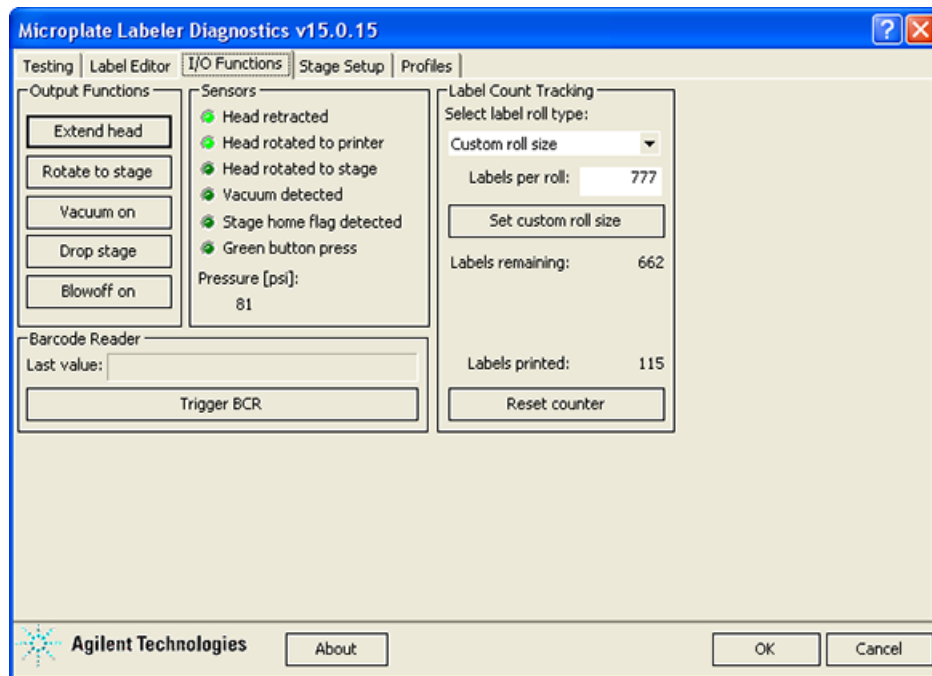 Microplate Labeler Diagnostics v15.0.15
Testing Label Editor I/O Functions Stage Setup Profiles
Output Functions
Extend head
Rotate to stage
Vacuum on
Drop stage
Blowoff on
Sensors
Head retracted
Head rotated to printer
Head rotated to stage
Vacuum detected
Stage home flag detected
Green button press
Pressure [psi]:
81
Label Count Tracking
Select label roll type:
Custom roll size
Labels per roll: 777
Set custom roll size
Labels remaining: 662
Labels printed: 115
Reset counter
Barcode Reader
Last value:
Trigger BCR
Agilent Technologies
About
OK
Cancel